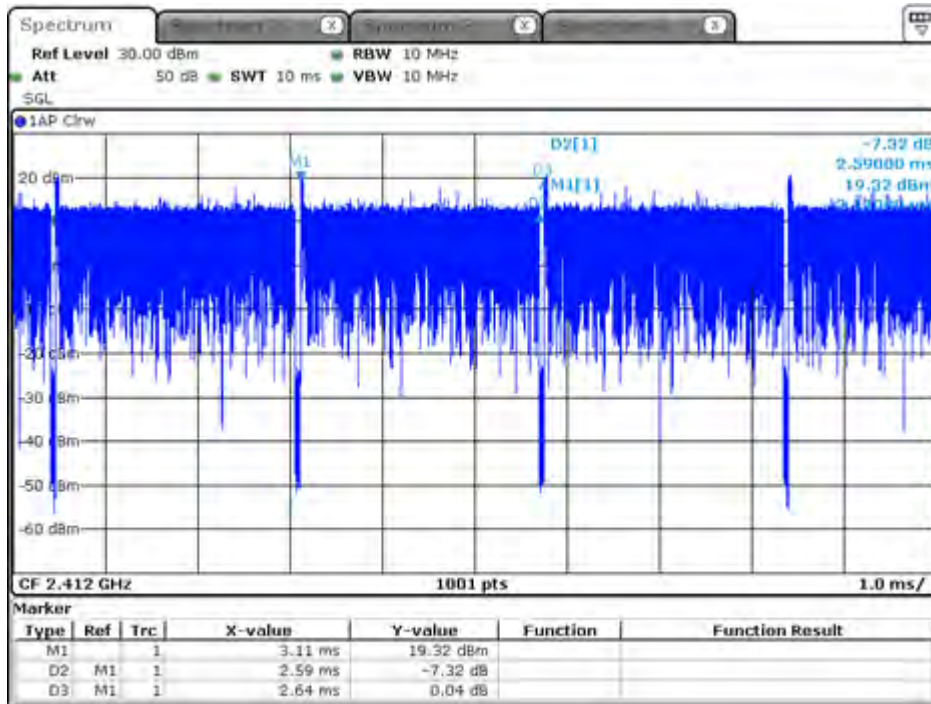 Spectrum X X X
Ref Level 30.00 dBm RBW 10 MHz
Att 50 dB SWT 10 ms VBW 10 MHz
SGL
1AP Clrw
D2[1] -7.32 dB
2.59000 ms
M1 D3
20 dBm M1[1] 19.32 dBm
-20 dBm
-30 dBm
-40 dBm
-50 dBm
-60 dBm
CF 2.412 GHz 1001 pts 1.0 ms/
Marker
Type Ref Trc X-value Y-value Function Function Result
M1 1 3.11 ms 19.32 dBm
D2 M1 1 2.59 ms -7.32 dB
D3 M1 1 2.64 ms 0.04 dB